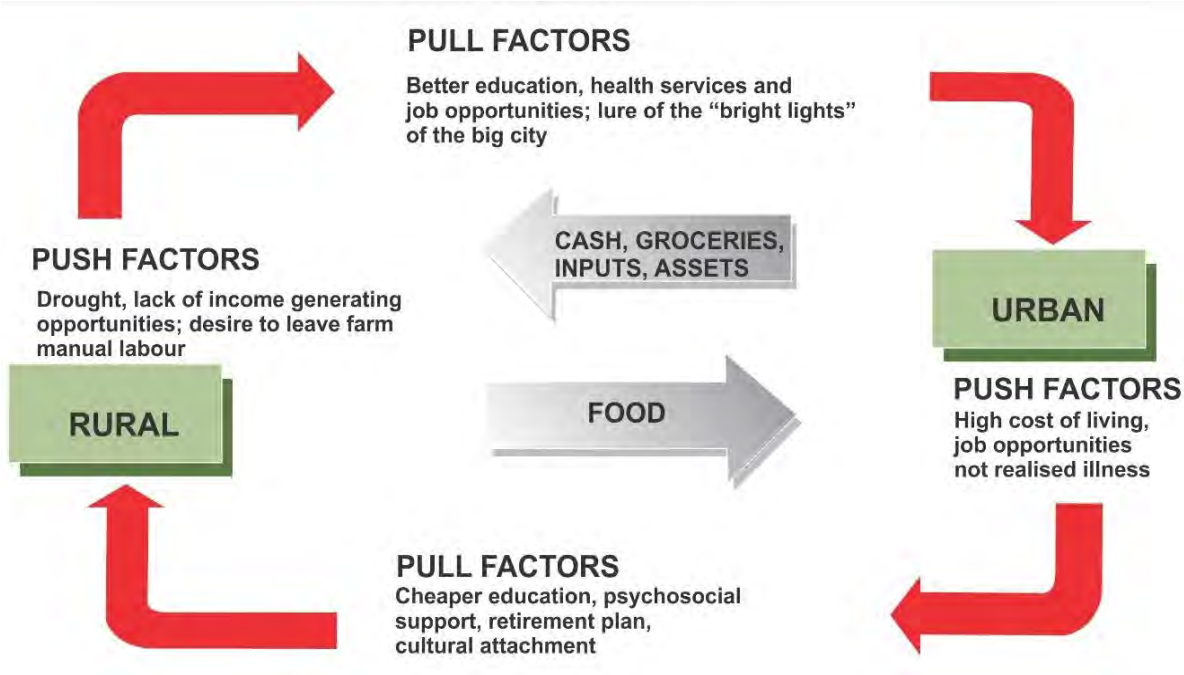 PULL FACTORS
Better education, health services and
job opportunities; lure of the “bright lights”
of the big city
CASH, GROCERIES,
INPUTS, ASSETS
PUSH FACTORS
Drought, lack of income generating
opportunities; desire to leave farm
manual labour
RURAL
FOOD
URBAN
PUSH FACTORS
High cost of living,
job opportunities
not realised illness
PULL FACTORS
Cheaper education, psychosocial
support, retirement plan,
cultural attachment